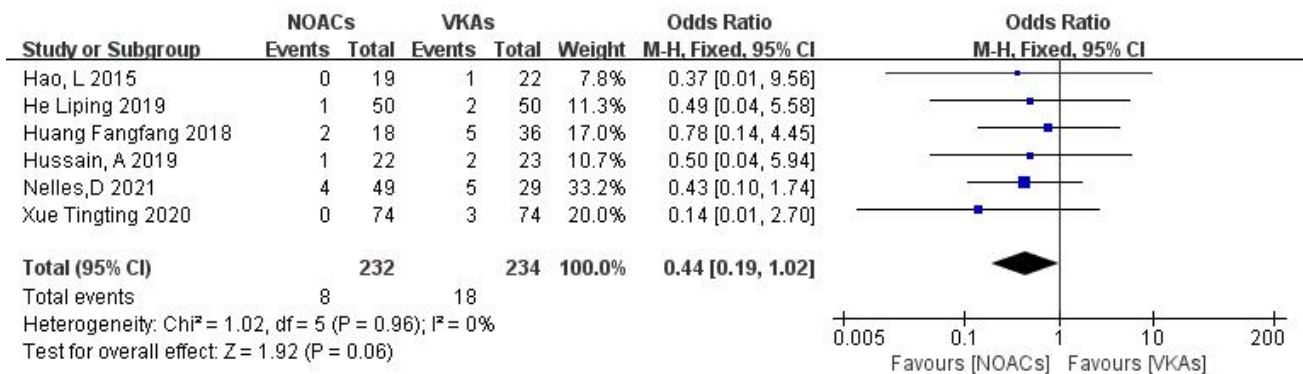 NOACs VKAs Odds Ratio Odds Ratio
Study or Subgroup Events Total Events Total Weight M-H, Fixed, 95% CI M-H, Fixed, 95% CI
Hao, L 2015 0 19 1 22 7.8% 0.37 [0.01, 9.56]
He Liping 2019 1 50 2 50 11.3% 0.49 [0.04, 5.58]
Huang Fangfang 2018 2 18 5 36 17.0% 0.78 [0.14, 4.45]
Hussain, A 2019 1 22 2 23 10.7% 0.50 [0.04, 5.94]
Nelles,D 2021 4 49 5 29 33.2% 0.43 [0.10, 1.74]
Xue Tingting 2020 0 74 3 74 20.0% 0.14 [0.01, 2.70]
Total (95% CI) 232 234 100.0% 0.44 [0.19, 1.02]
Total events 8 18
Heterogeneity: Chi² = 1.02, df = 5 (P = 0.96); I² = 0%
Test for overall effect: Z = 1.92 (P = 0.06)
0.005 0.1 1 10 200
Favours [NOACs] Favours [VKAs]